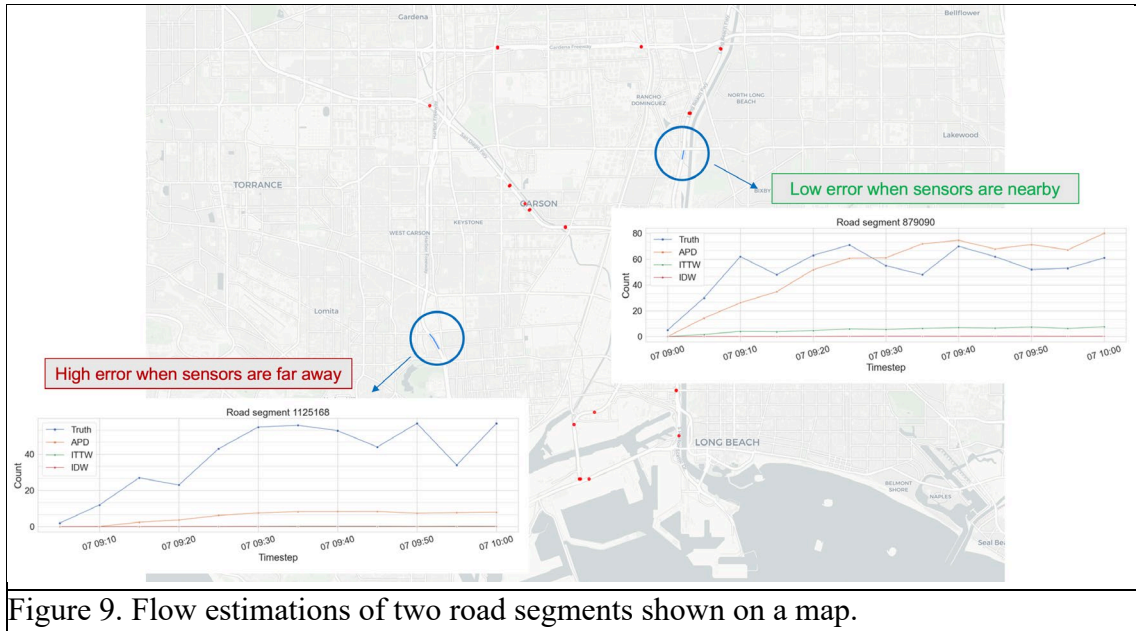 Gardena
Bellflower
Gardena Freeway
RANCHO
DOMINGUEZ
NORTH LONG
BEACH
Lakewood
TORRANCE
CARSON
KEYSTONE
WEST CARSON
BIXBY
Lomita
Low error when sensors are nearby
Road segment 879090
Truth
APD
ITTW
IDW
Count
80
60
40
20
0
07 09:00
07 09:10
07 09:20
07 09:30
07 09:40
07 09:50
07 10:00
Timestep
High error when sensors are far away
Road segment 1125168
Truth
APD
ITTW
IDW
Count
40
20
0
07 09:10
07 09:20
07 09:30
07 09:40
07 09:50
07 10:00
Timestep
LONG BEACH
BELMONT
SHORE
NAPLES
Seal Be
Figure 9. Flow estimations of two road segments shown on a map.